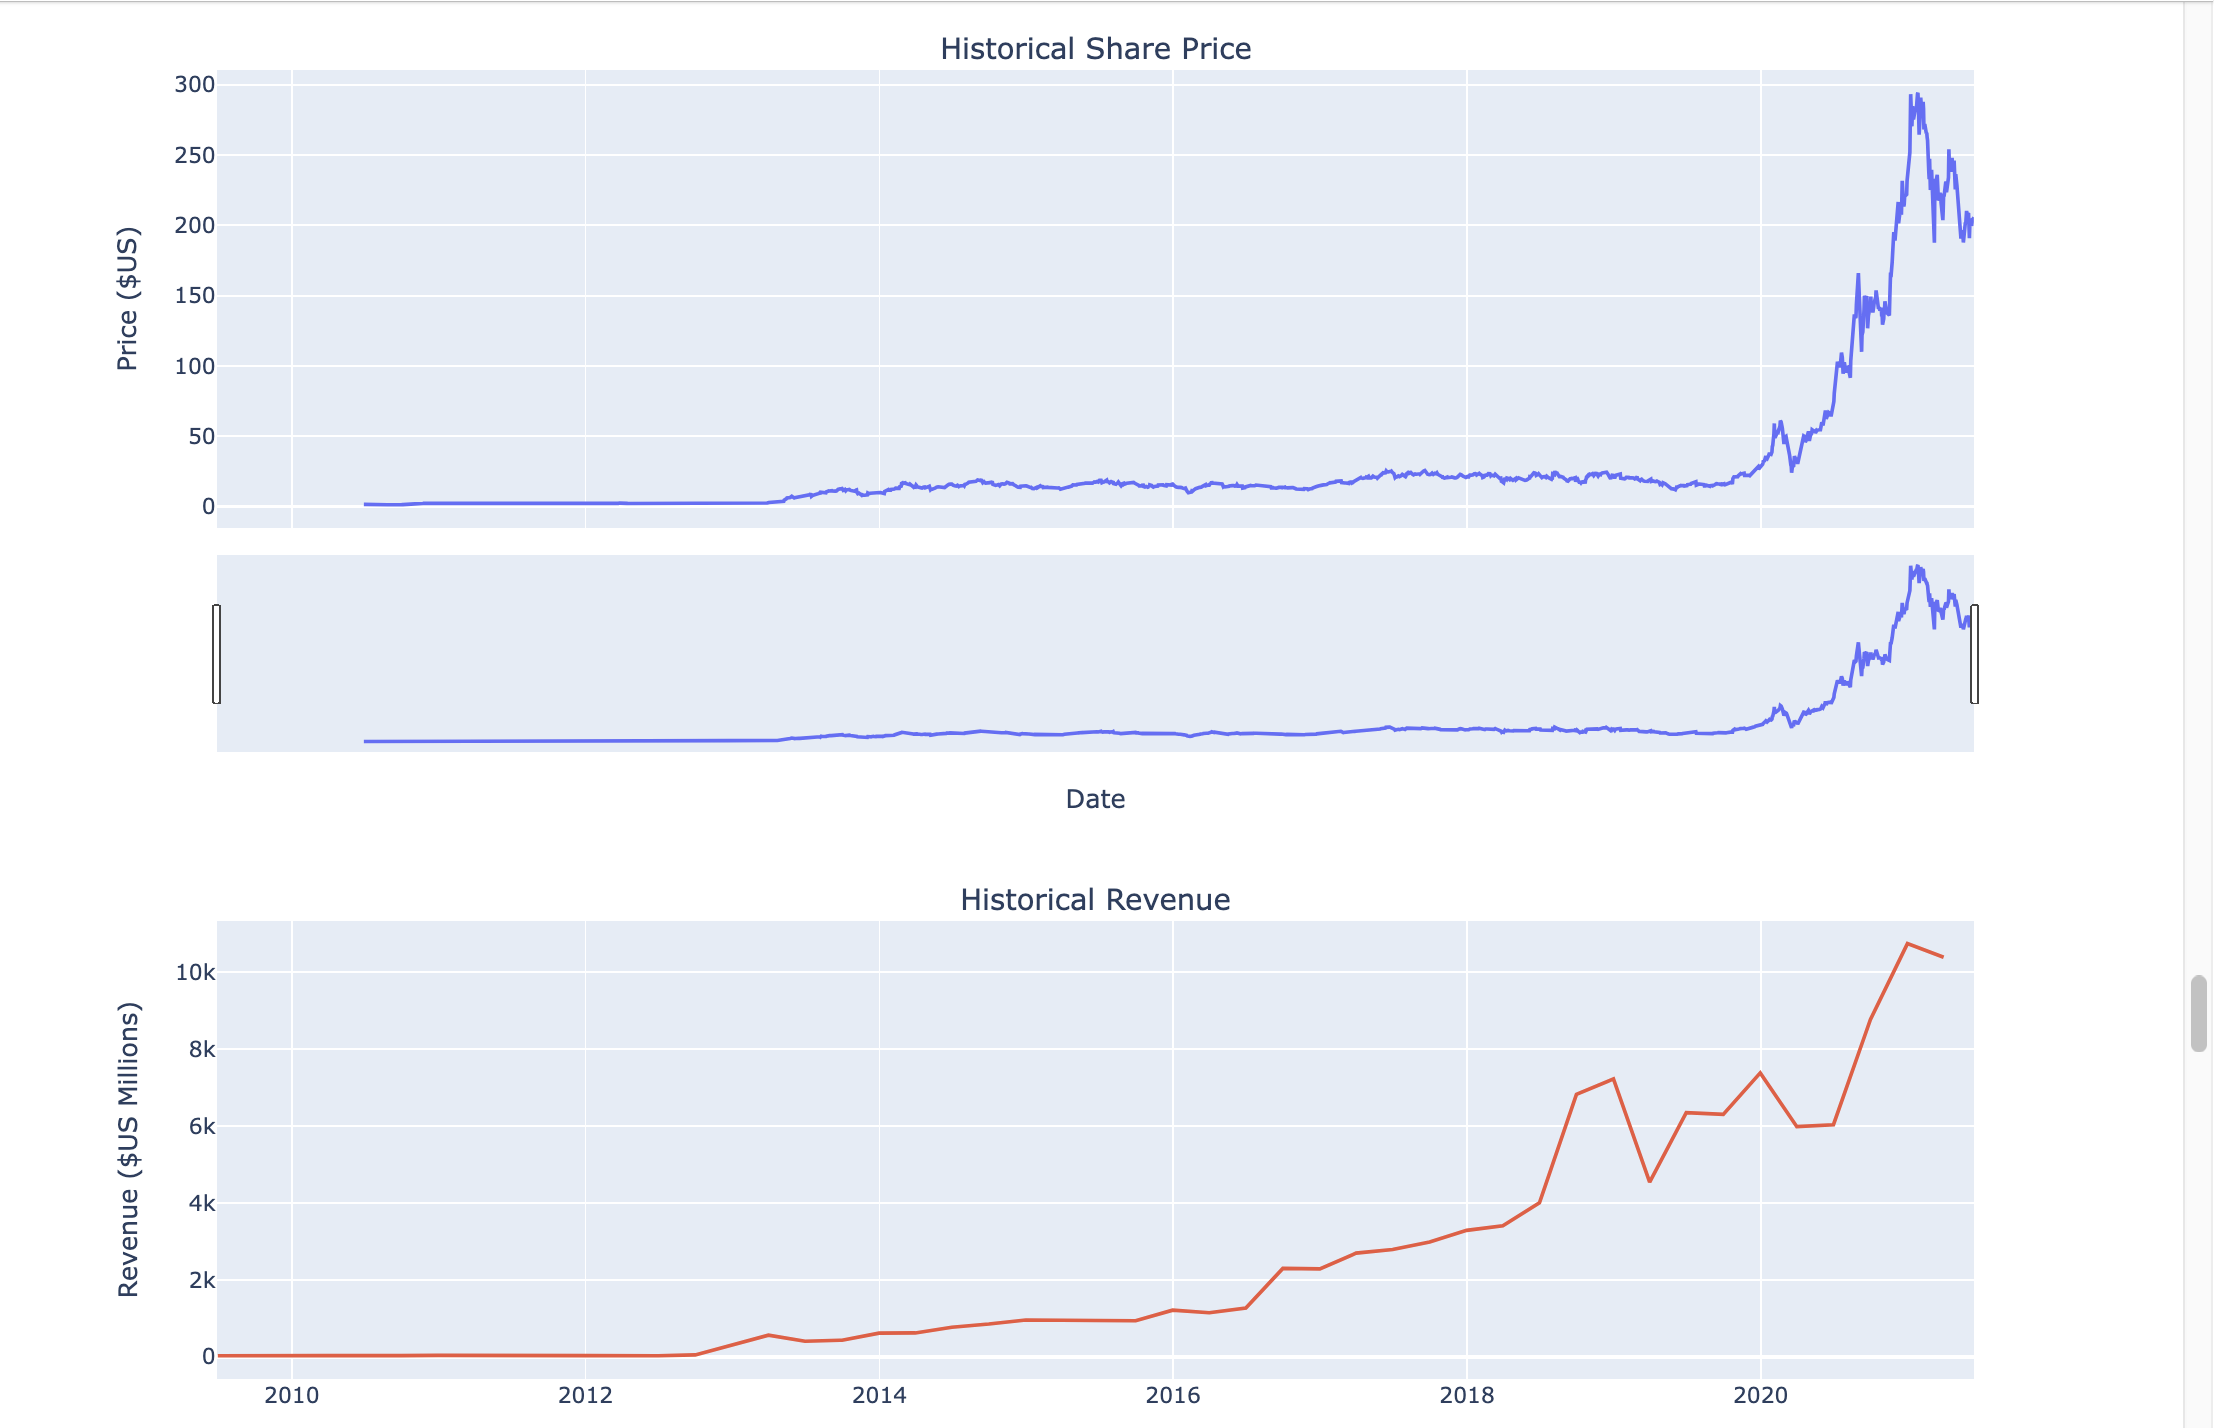 Historical Share Price
300
250
200
150
100
50
0
Price ($US)
Date
Historical Revenue
10k
8k
6k
4k
2k
0
Revenue ($US Millions)
2010 2012 2014 2016 2018 2020